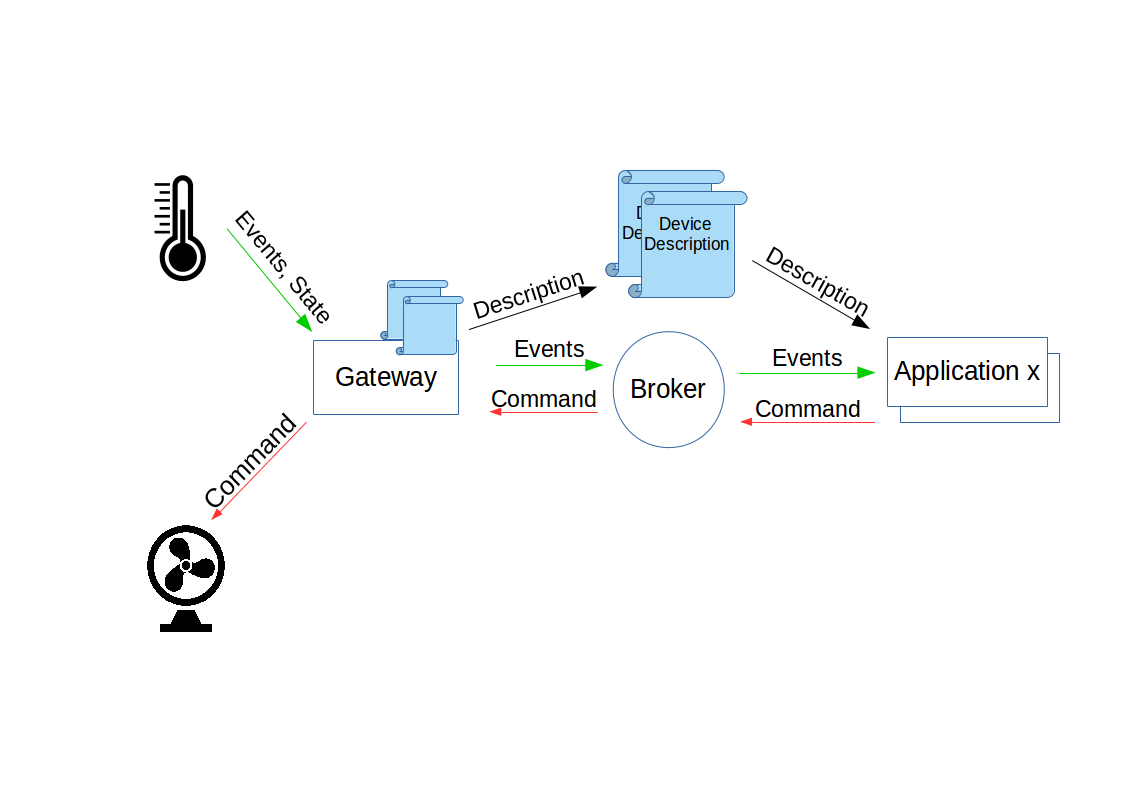 Events, State
Description
Device
Description
Description
Gateway
Events
Command
Broker
Events
Command
Application x
Command